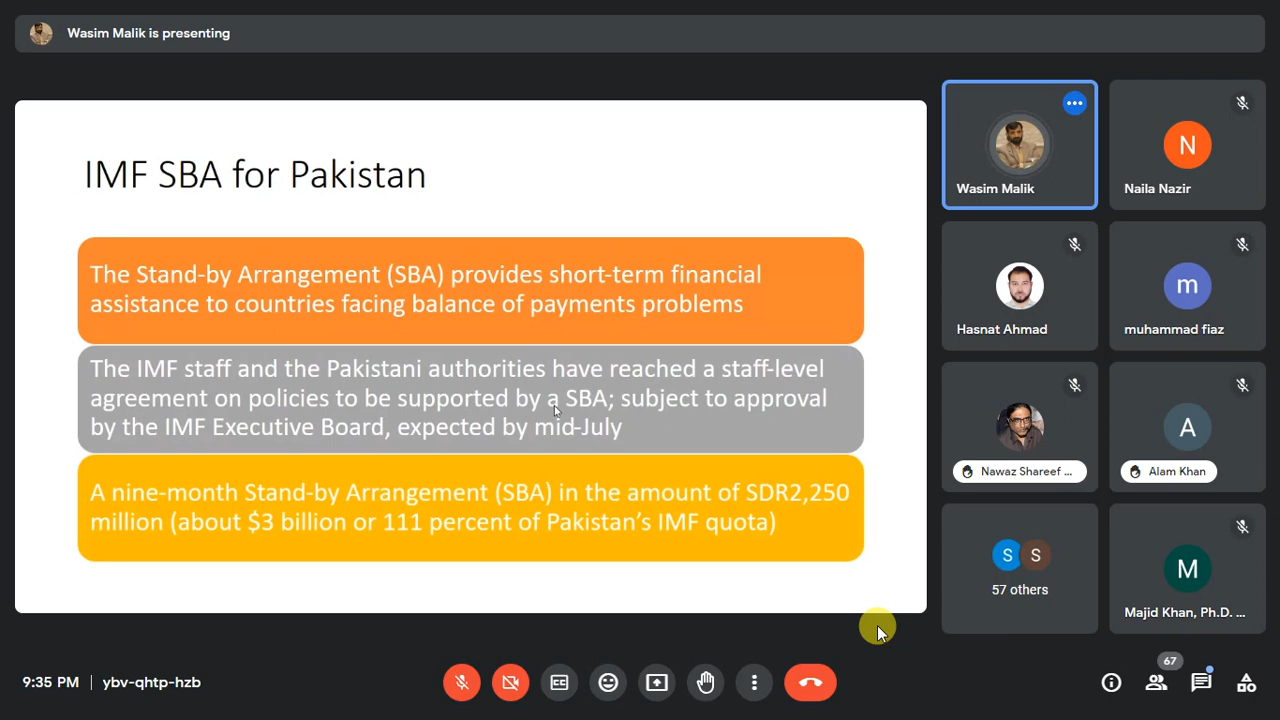 Wasim Malik is presenting
IMF SBA for Pakistan
The Stand-by Arrangement (SBA) provides short-term financial
assistance to countries facing balance of payments problems
The IMF staff and the Pakistani authorities have reached a staff-level
agreement on policies to be supported by a SBA; subject to approval
by the IMF Executive Board, expected by mid-July
A nine-month Stand-by Arrangement (SBA) in the amount of SDR2,250
million (about $3 billion or 111 percent of Pakistan's IMF quota)
Wasim Malik
N
Naila Nazir
Hasnat Ahmad
m
muhammad fiaz
Nawaz Shareef ...
A
Alam Khan
S S
57 others
M
Majid Khan, Ph.D. ...
9:35 PM | ybv-qhtp-hzb
CC
67